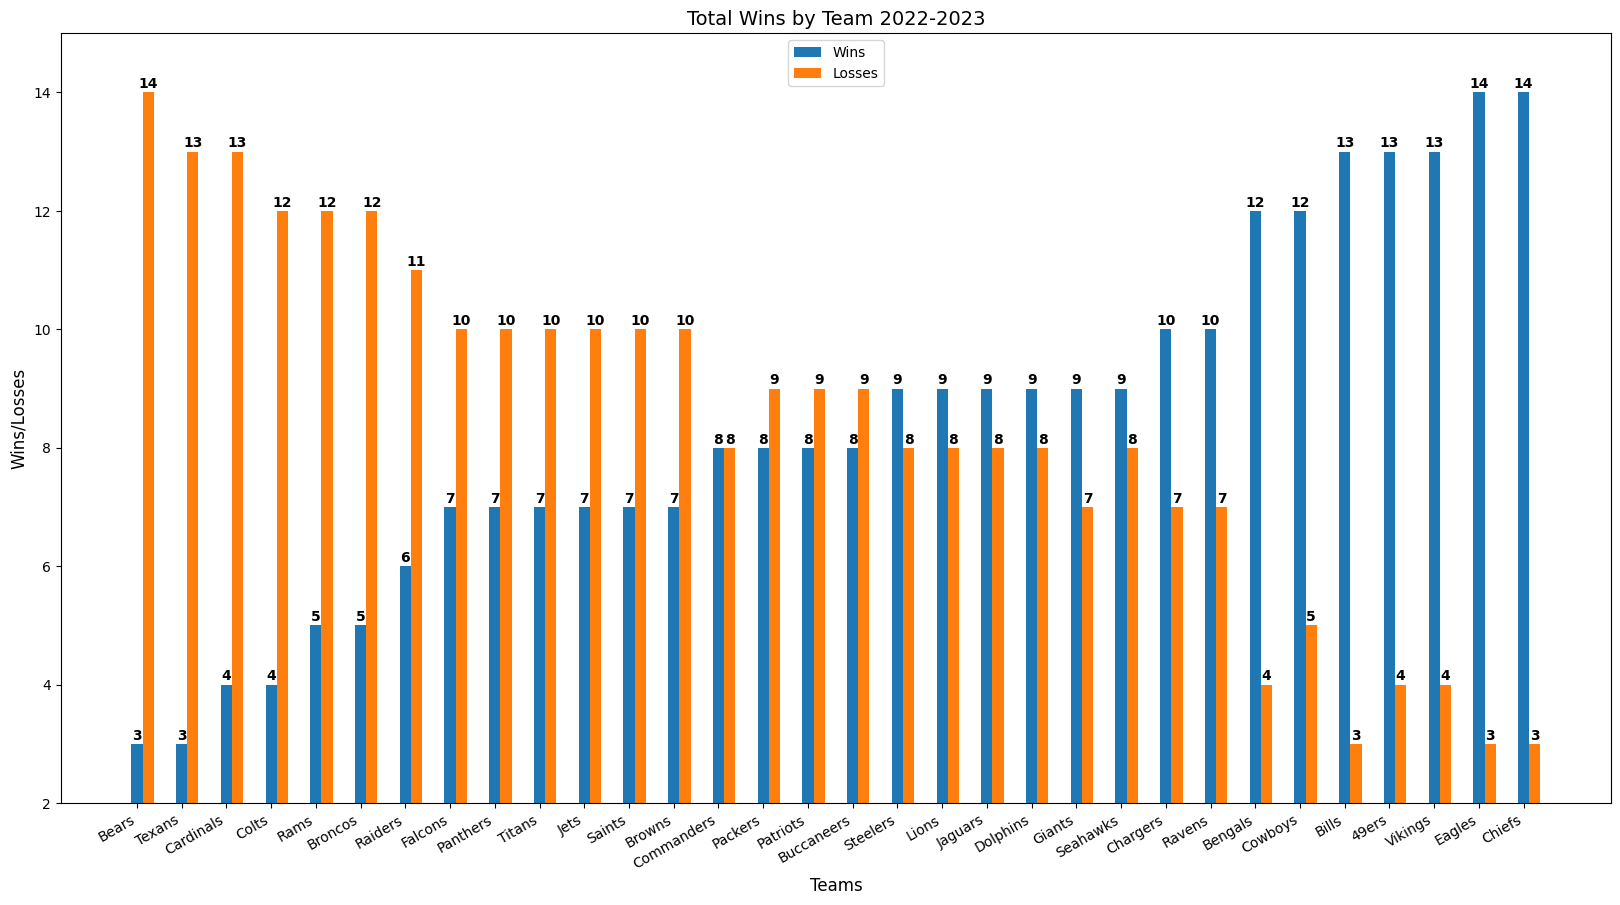 Total Wins by Team 2022-2023
Wins
Losses
Wins/Losses
14
12
10
8
6
4
2
3 14
3 13
4 13
4 12
5 12
5 12
6 11
7 10
7 10
7 10
7 10
7 10
7 10
8 8
8 9
8 9
8 9
9 8
9 8
9 8
9 8
9 7
9 8
10 7
10 7
12 4
12 5
13 3
13 4
13 4
14 3
14 3
Bears
Texans
Cardinals
Colts
Rams
Broncos
Raiders
Falcons
Panthers
Titans
Jets
Saints
Browns
Commanders
Packers
Patriots
Buccaneers
Steelers
Lions
Jaguars
Dolphins
Giants
Seahawks
Chargers
Ravens
Bengals
Cowboys
Bills
49ers
Vikings
Eagles
Chiefs
Teams